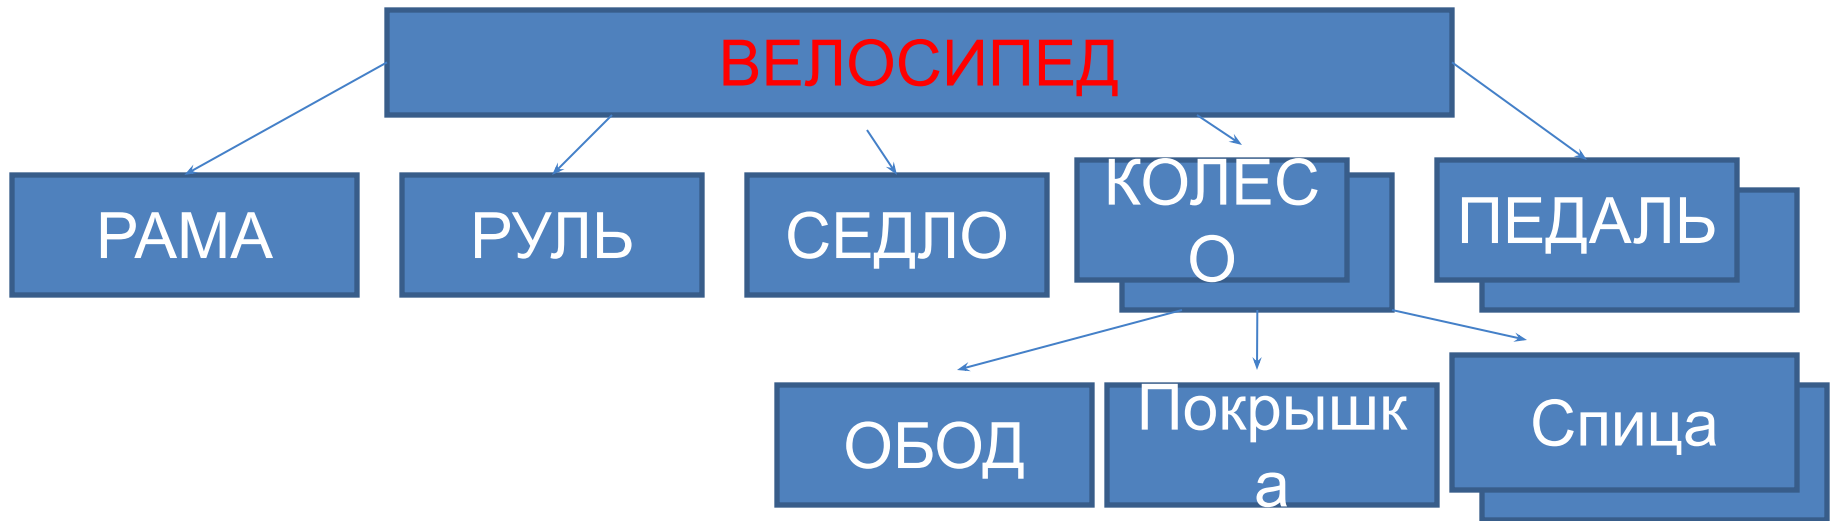 ВЕЛОСИПЕД
РАМА
РУЛЬ
СЕДЛО
КОЛЕС
О
ПЕДАЛЬ
ОБОД
Покрышк
а
Спица